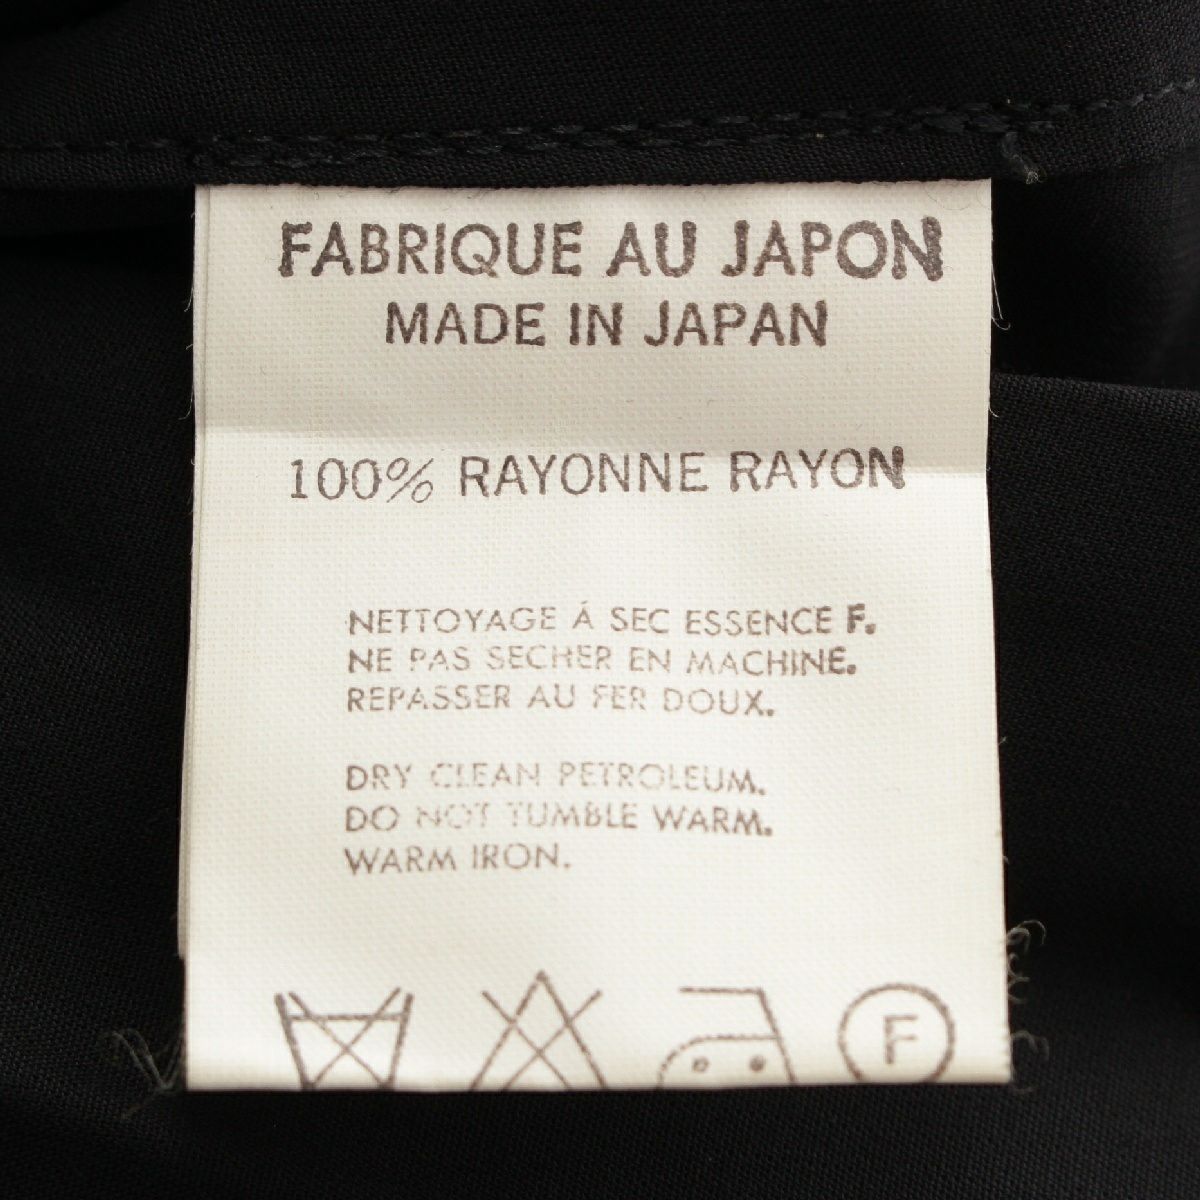 FABRIQUE AU JAPON
MADE IN JAPAN
100% RAYONNE RAYON
NETTOYAGE Á SEC ESSENCE F.
NE PAS SECHER EN MACHINE.
REPASSER AU FER DOUX.
DRY CLEAN PETROLEUM.
DO NOT TUMBLE WARM.
WARM IRON.
F